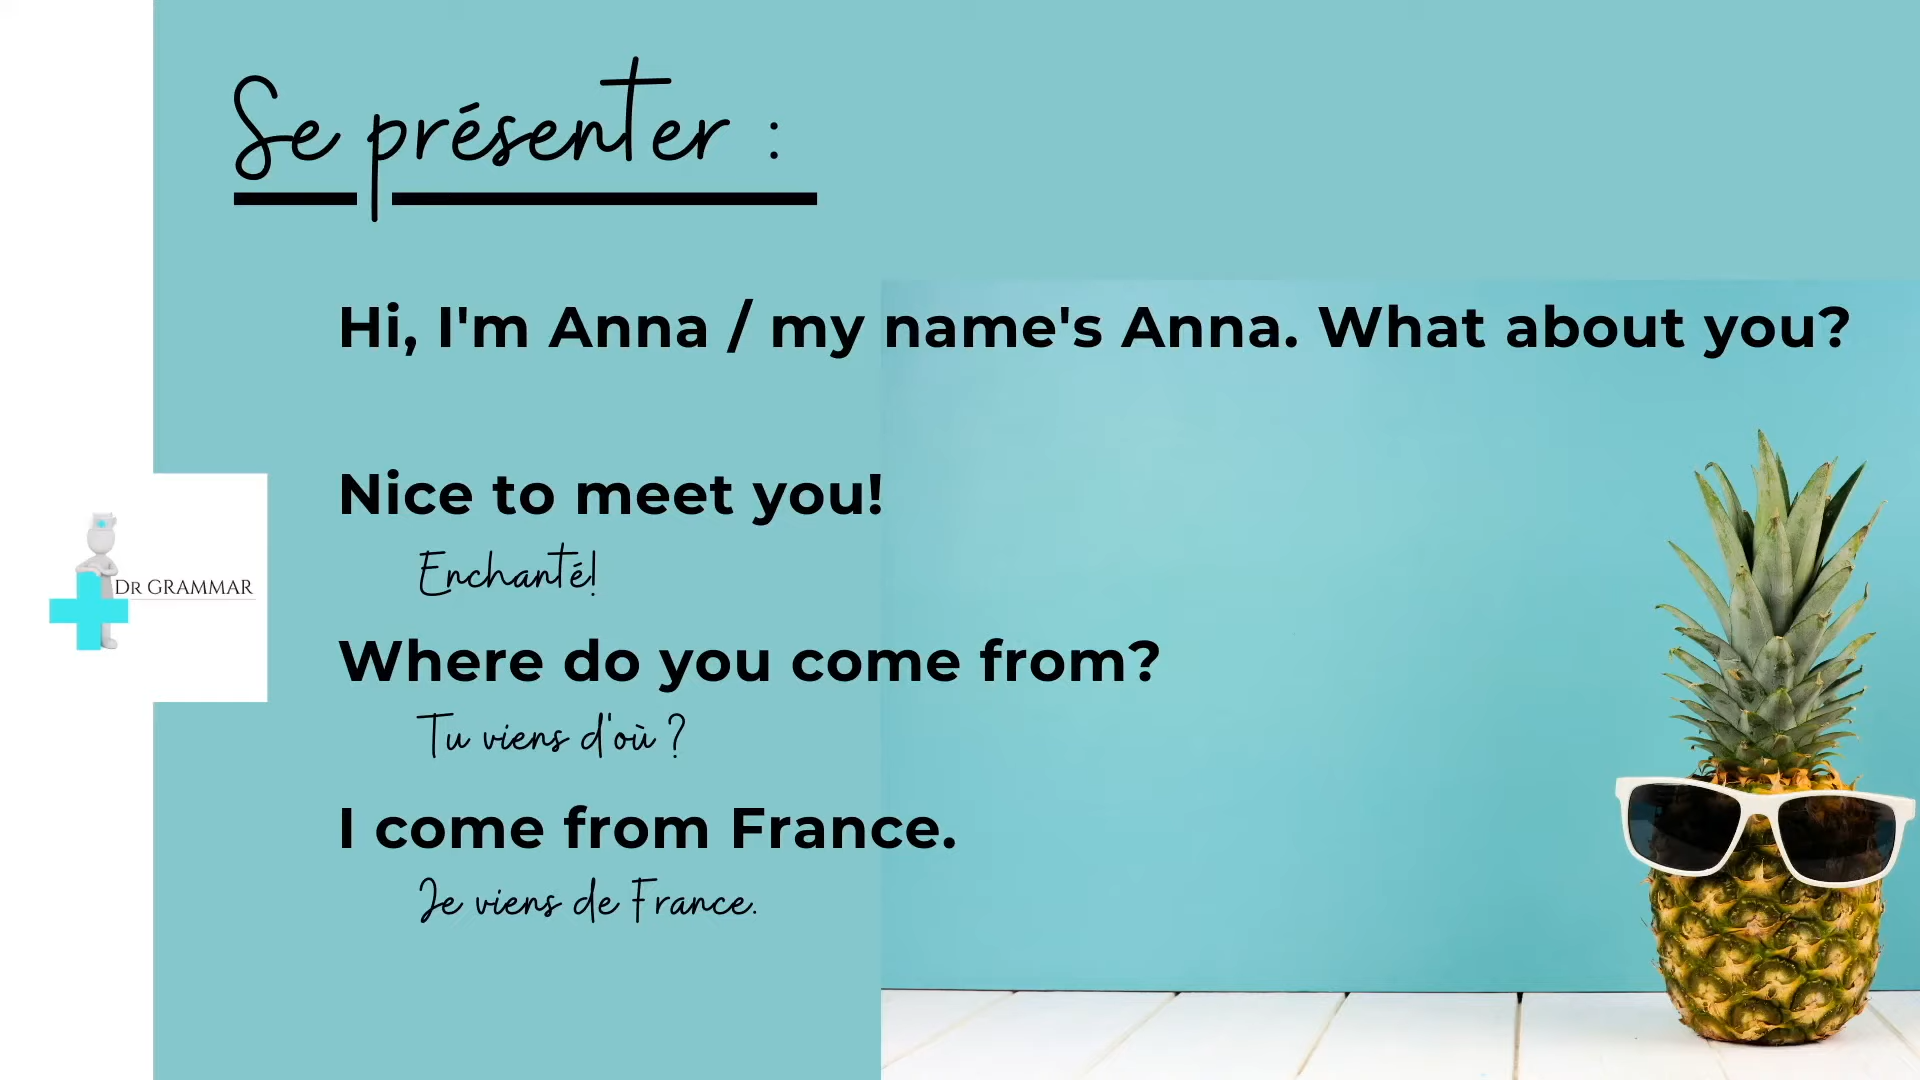 Se présenter :
Hi, I'm Anna / my name's Anna. What about you?
Nice to meet you!
Enchanté!
Where do you come from?
Tu viens d'où ?
I come from France.
Je viens de France.
Dr GRAMMAR